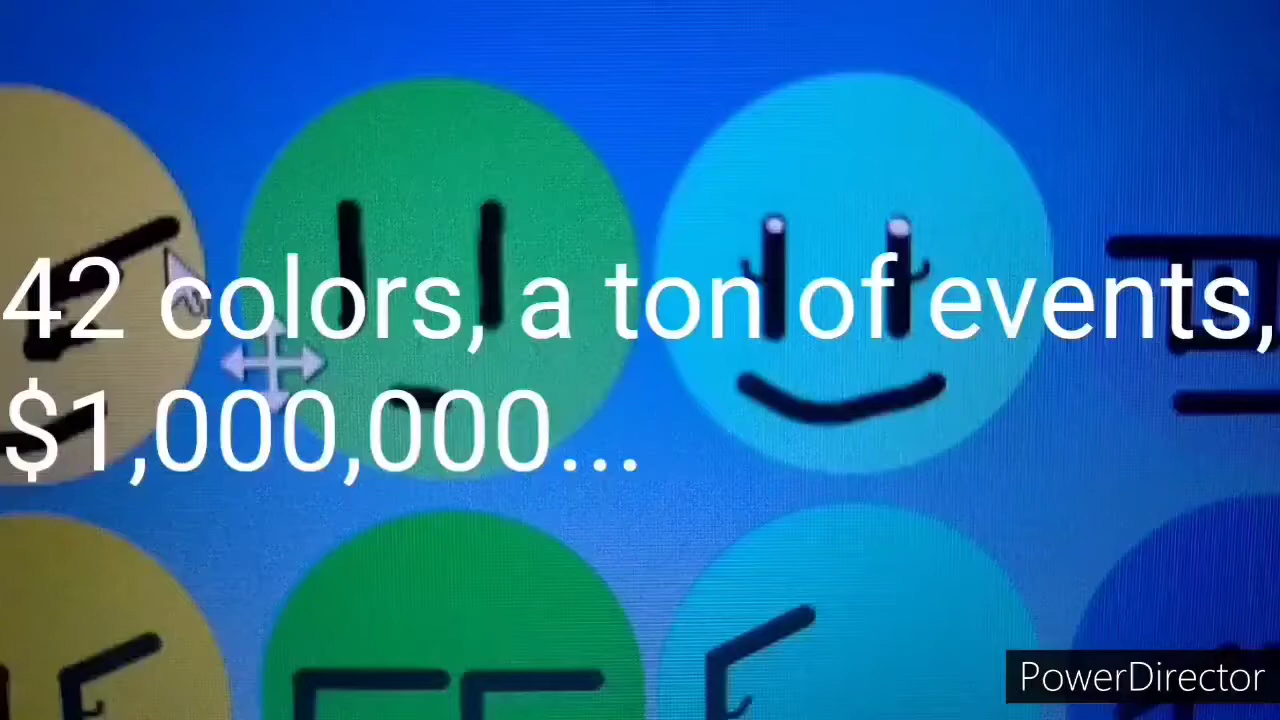 42 colors, a ton of events,
$1,000,000...
PowerDirector